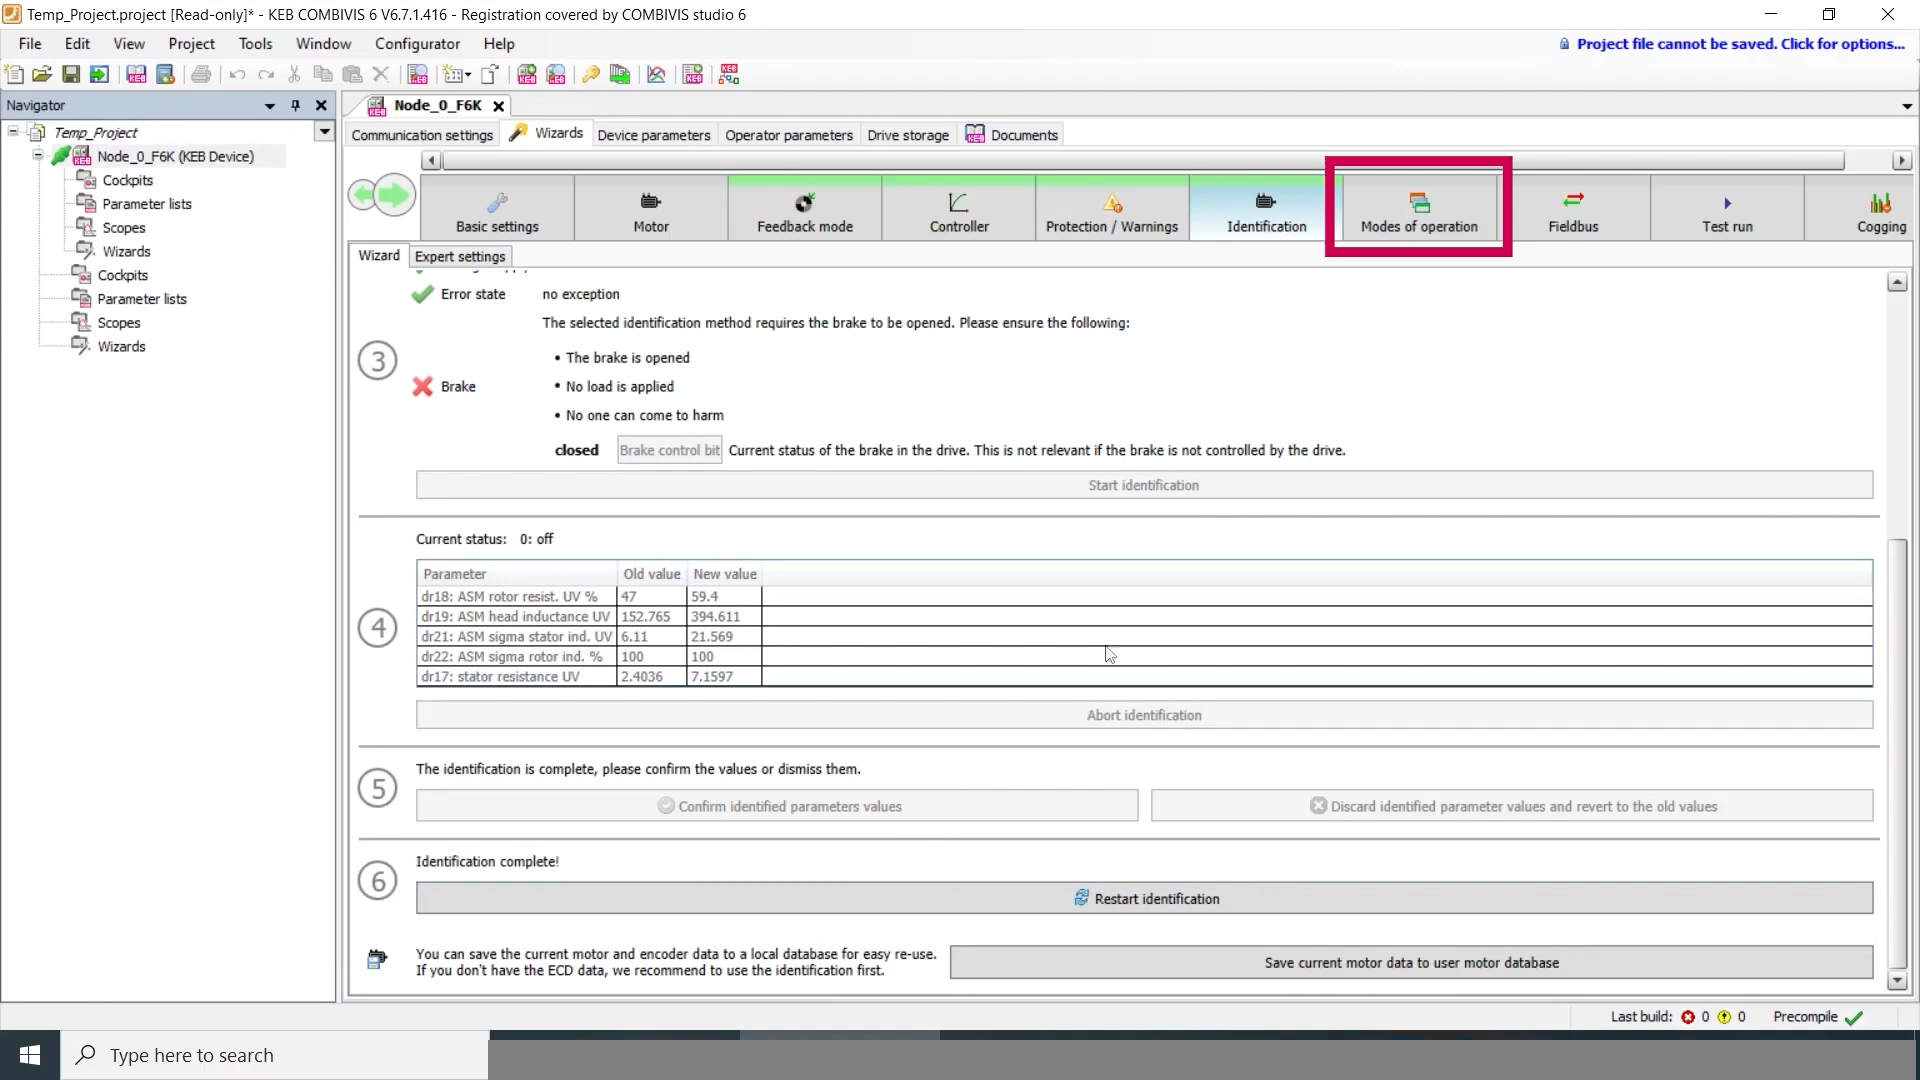 Temp_Project.project [Read-only]* - KEB COMBIVIS 6 V6.7.1.416 - Registration covered by COMBIVIS studio 6
File Edit View Project Tools Window Configurator Help
Project file cannot be saved. Click for options...
Navigator
Temp_Project
Node_0_F6K (KEB Device)
Cockpits
Parameter lists
Scopes
Wizards
Cockpits
Parameter lists
Scopes
Wizards
Node_0_F6K
Communication settings Wizards Device parameters Operator parameters Drive storage Documents
Basic settings Motor Feedback mode Controller Protection / Warnings Identification Modes of operation Fieldbus Test run Cogging
Wizard Expert settings
Error state no exception
The selected identification method requires the brake to be opened. Please ensure the following:
3
• The brake is opened
Brake • No load is applied
• No one can come to harm
closed Brake control bit Current status of the brake in the drive. This is not relevant if the brake is not controlled by the drive.
Start identification
4
Current status: 0: off
Parameter Old value New value
dr18: ASM rotor resist. UV % 47 59.4
dr19: ASM head inductance UV 152.765 394.611
dr21: ASM sigma stator ind. UV 6.11 21.569
dr22: ASM sigma rotor ind. % 100 100
dr17: stator resistance UV 2.4036 7.1597
Abort identification
5
The identification is complete, please confirm the values or dismiss them.
Confirm identified parameters values Discard identified parameter values and revert to the old values
6
Identification complete!
Restart identification
You can save the current motor and encoder data to a local database for easy re-use.
If you don't have the ECD data, we recommend to use the identification first.
Save current motor data to user motor database
Last build: 0 0 Precompile
Type here to search